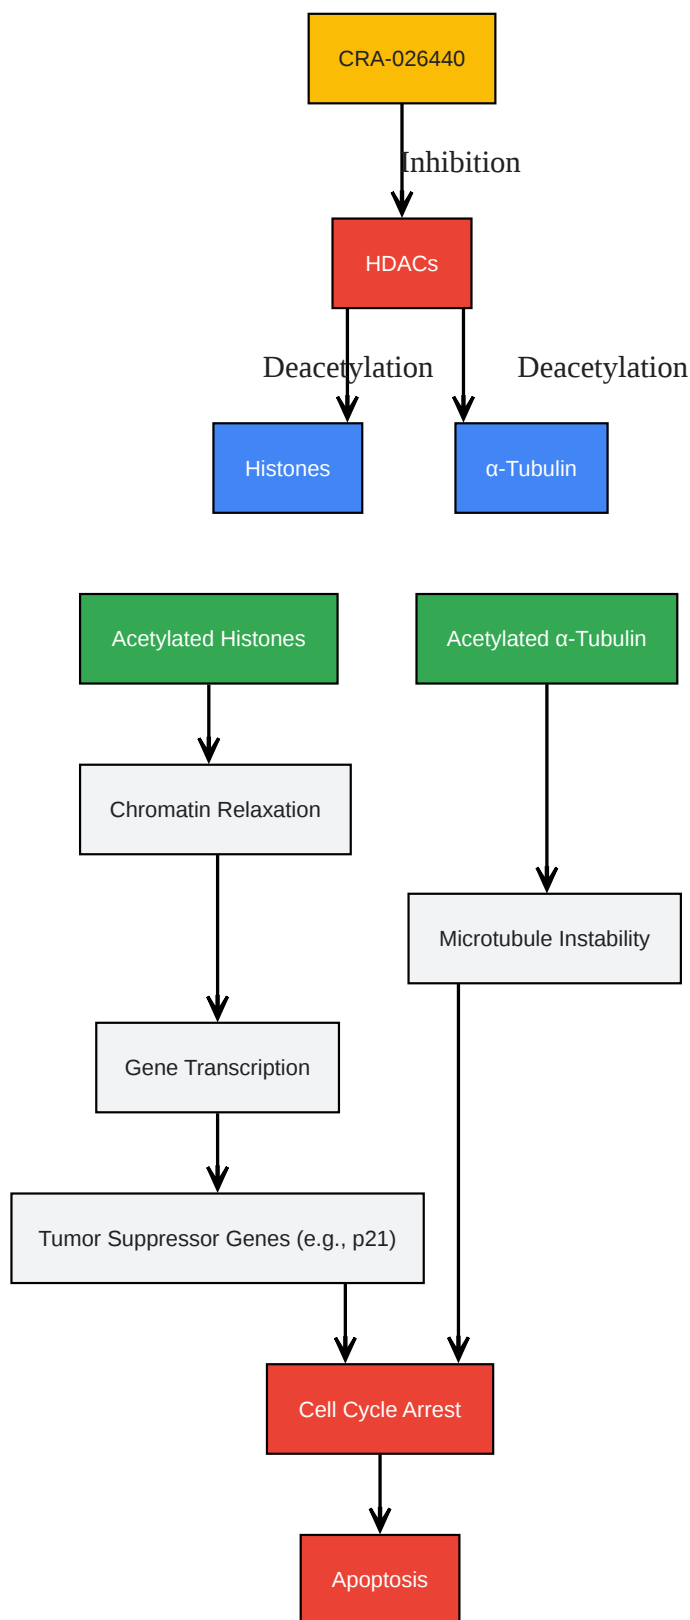 CRA-026440
Inhibition
HDACs
Deacetylation
Deacetylation
Histones
α-Tubulin
Acetylated Histones
Acetylated α-Tubulin
Chromatin Relaxation
Microtubule Instability
Gene Transcription
Tumor Suppressor Genes (e.g., p21)
Cell Cycle Arrest
Apoptosis